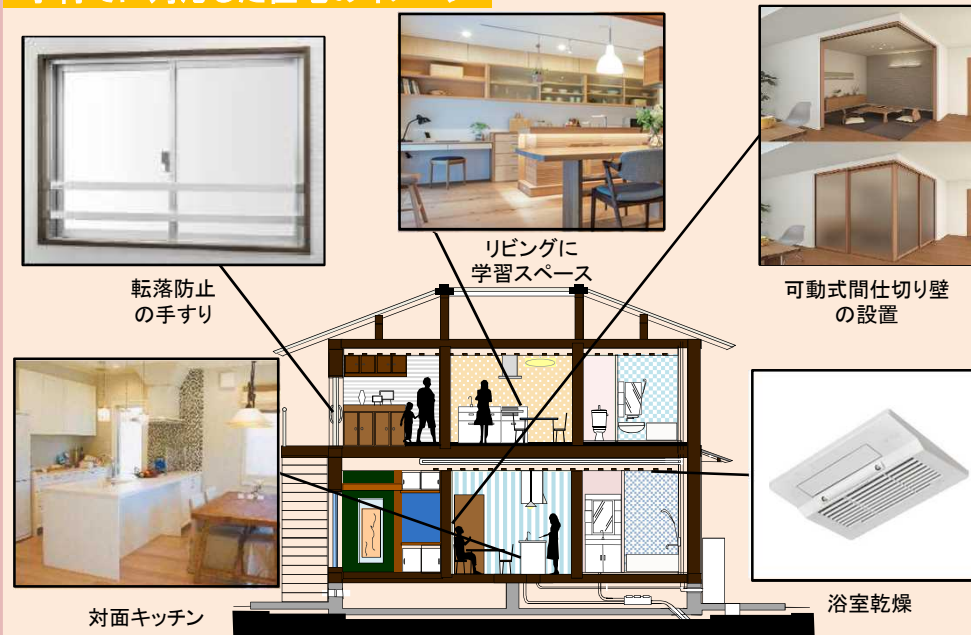 リビングに
学習スペース
転落防止
の手すり
可動式間仕切り壁
の設置
対面キッチン
浴室乾燥